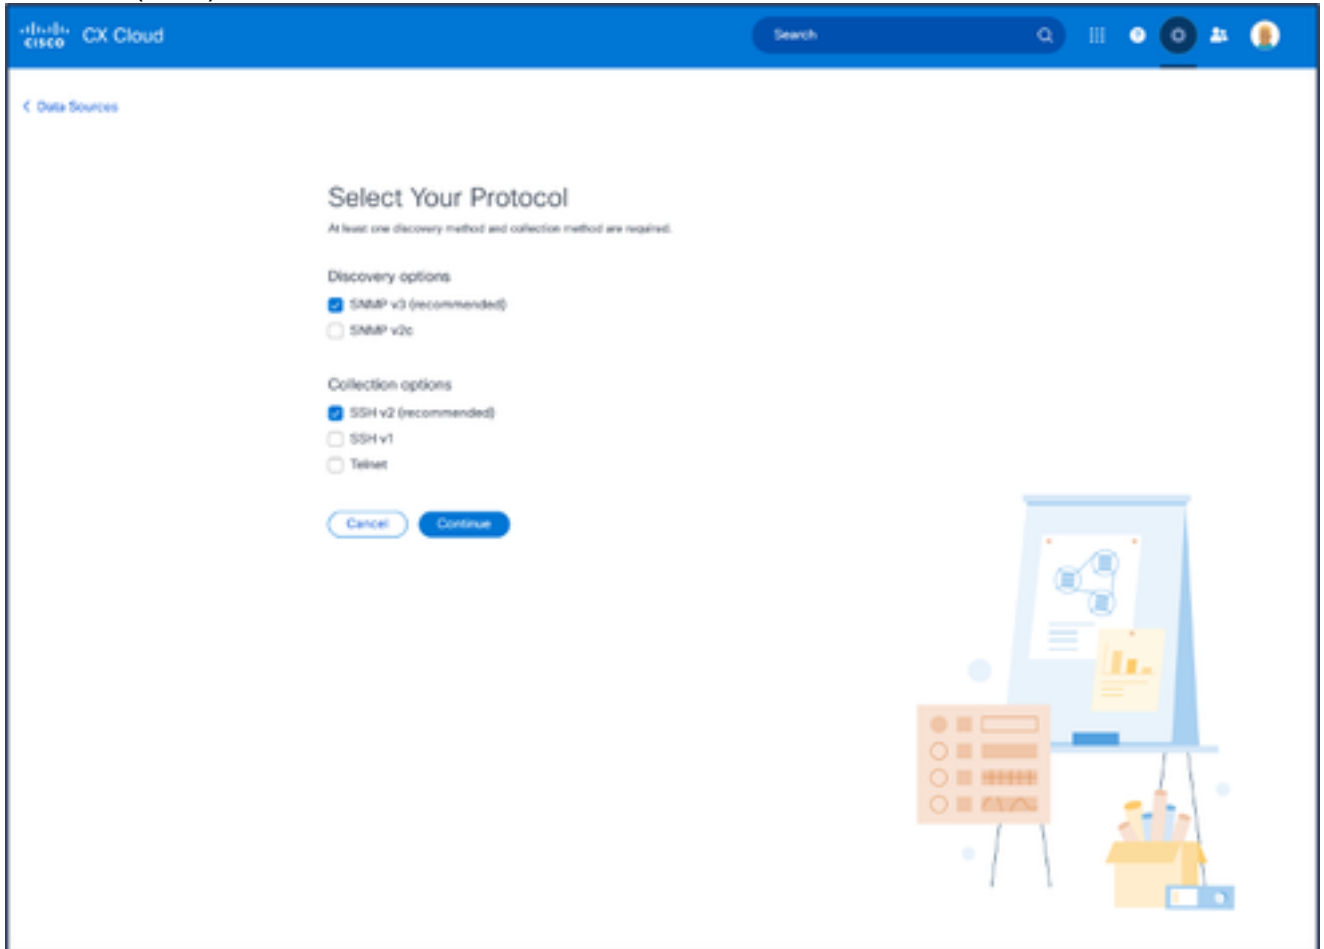 cisco CX Cloud
Search
Data Sources
Select Your Protocol
At least one discovery method and collection method are required.
Discovery options
SNMP v3 (recommended)
SNMP v2c
Collection options
SSH v2 (recommended)
SSH v1
Telnet
Cancel Continue